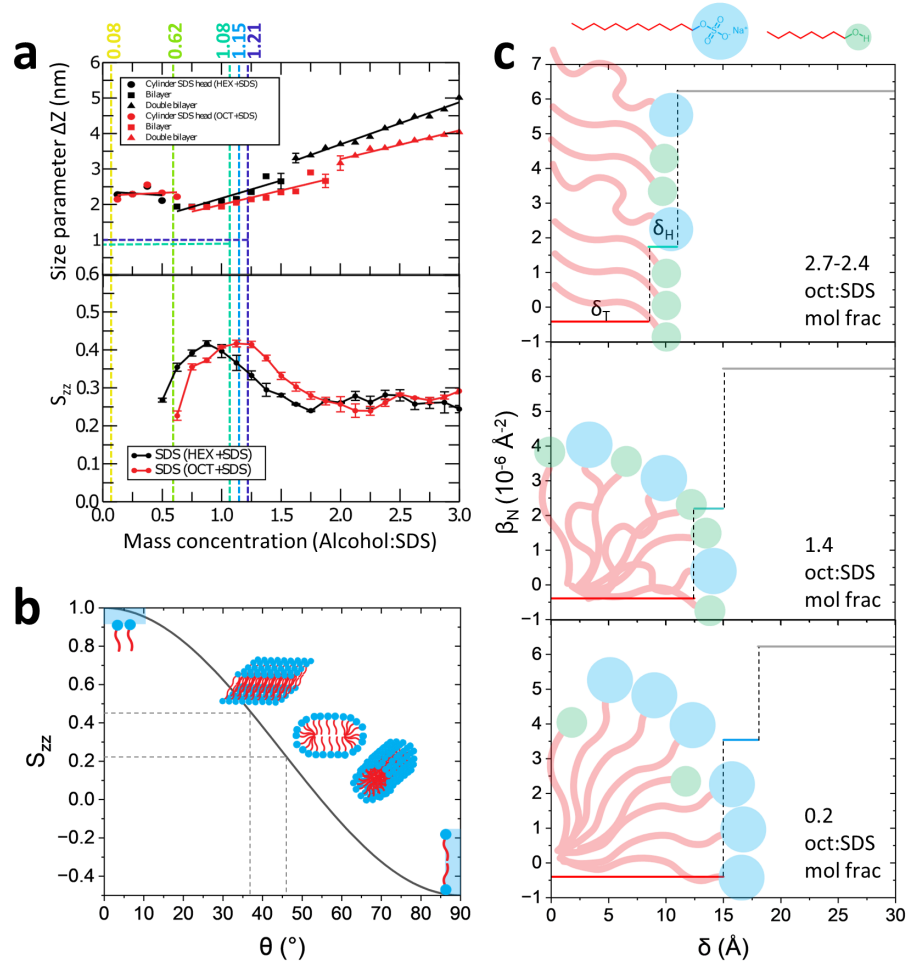 a
0.08
0.62
1.08
1.15
1.21
Size parameter ΔZ (nm)
6
5
4
3
2
1
0.6
Cylinder SDS head (HEX+SDS)
Bilayer
Double bilayer
Cylinder SDS head (OCT+SDS)
Bilayer
Double bilayer
Szz
0.5
0.4
0.3
0.2
0.1
0.0
SDS (HEX+SDS)
SDS (OCT+SDS)
0.0 0.5 1.0 1.5 2.0 2.5 3.0
Mass concentration (Alcohol:SDS)
b
Szz
1.0
0.8
0.6
0.4
0.2
0.0
−0.2
−0.4
0 10 20 30 40 50 60 70 80 90
θ (°)
c
O
S
O
O
O⁻
Na⁺
O
H
βN (10⁻⁶ Å⁻²)
7
6
5
4
3
2
1
0
−1
δH
δT
2.7-2.4
oct:SDS
mol frac
6
5
4
3
2
1
0
−1
1.4
oct:SDS
mol frac
6
5
4
3
2
1
0
−1
0.2
oct:SDS
mol frac
0 5 10 15 20 25 30
δ (Å)